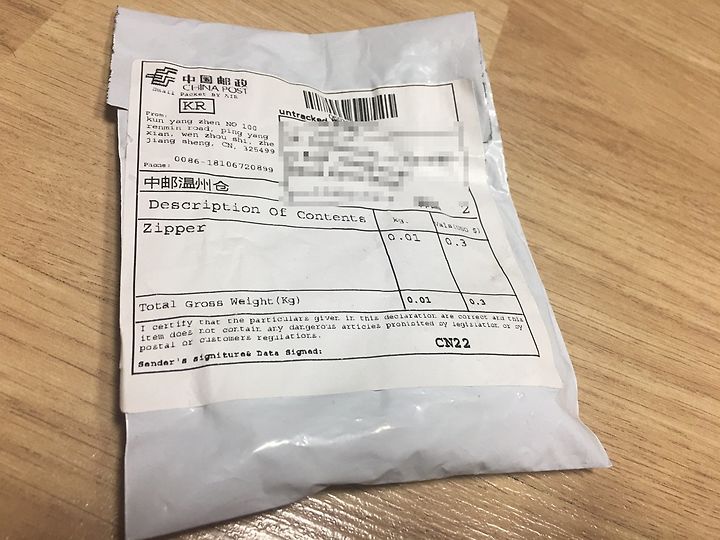 中国邮政
CHINA POST
Small Packet BY AIR
KR
From:
kun yang zhen NO 100
renmin road, ping yang
xian, wen zhou shi, zhe
jiang sheng, CN, 325499
Phone: 0086-18106720899
untracked
中邮温州仓
2
Description Of Contents kg. Val(USD $)
Zipper 0.01 0.3
Total Gross Weight(Kg) 0.01 0.3
I certify that the particulars given in this declaration are correct and this
item does not contain any dangerous articles prohibited by legislation or by
postal or customers regulations.
Sender's signiture& Data Signed: CN22